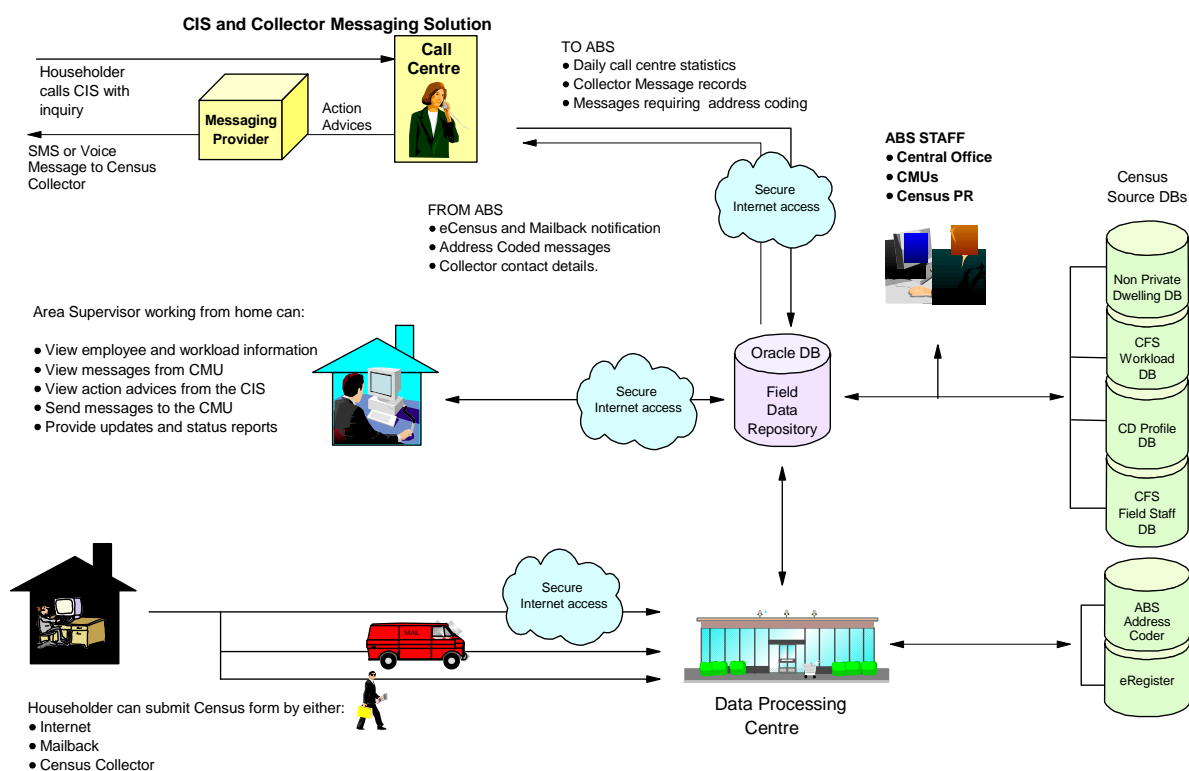 CIS and Collector Messaging Solution
Householder
calls CIS with
inquiry
Messaging
Provider
Action
Advices
Call
Centre
SMS or Voice
Message to Census
Collector
TO ABS
● Daily call centre statistics
● Collector Message records
● Messages requiring address coding
FROM ABS
● eCensus and Mailback notification
● Address Coded messages
● Collector contact details.
Secure
Internet access
ABS STAFF
● Central Office
● CMUs
● Census PR
Census
Source DBs
Non Private
Dwelling DB
CFS
Workload
DB
CD Profile
DB
CFS
Field Staff
DB
Area Supervisor working from home can:
● View employee and workload information
● View messages from CMU
● View action advices from the CIS
● Send messages to the CMU
● Provide updates and status reports
Secure
Internet access
Oracle DB
Field
Data
Repository
Secure
Internet access
MAIL
Data Processing
Centre
ABS
Address
Coder
eRegister
Householder can submit Census form by either:
● Internet
● Mailback
● Census Collector